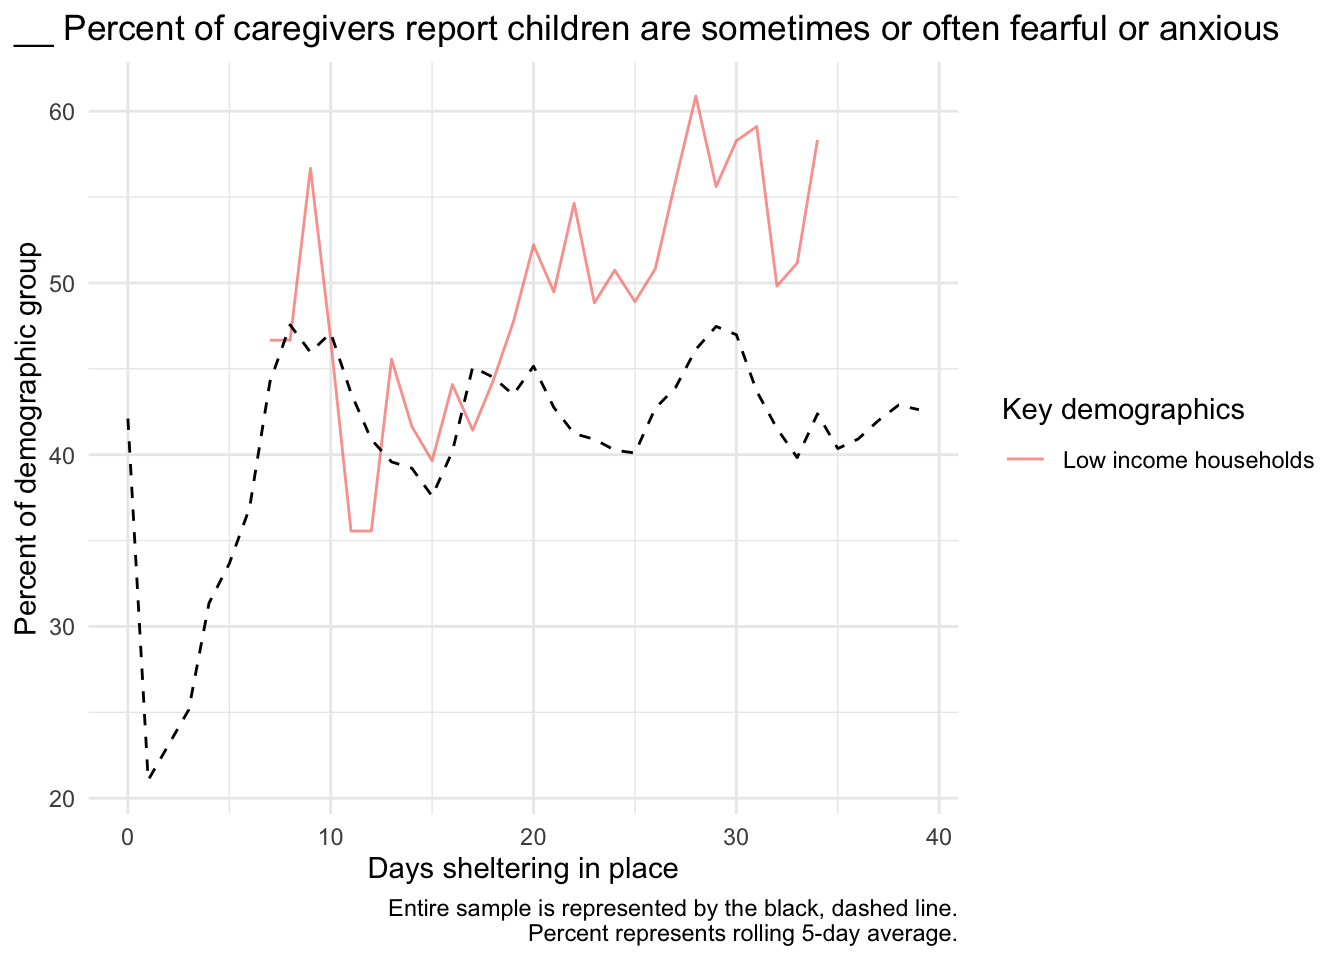 __ Percent of caregivers report children are sometimes or often fearful or anxious
60
50
40
30
20
Percent of demographic group
0 10 20 30 40
Days sheltering in place
Key demographics
Low income households
Entire sample is represented by the black, dashed line.
Percent represents rolling 5-day average.